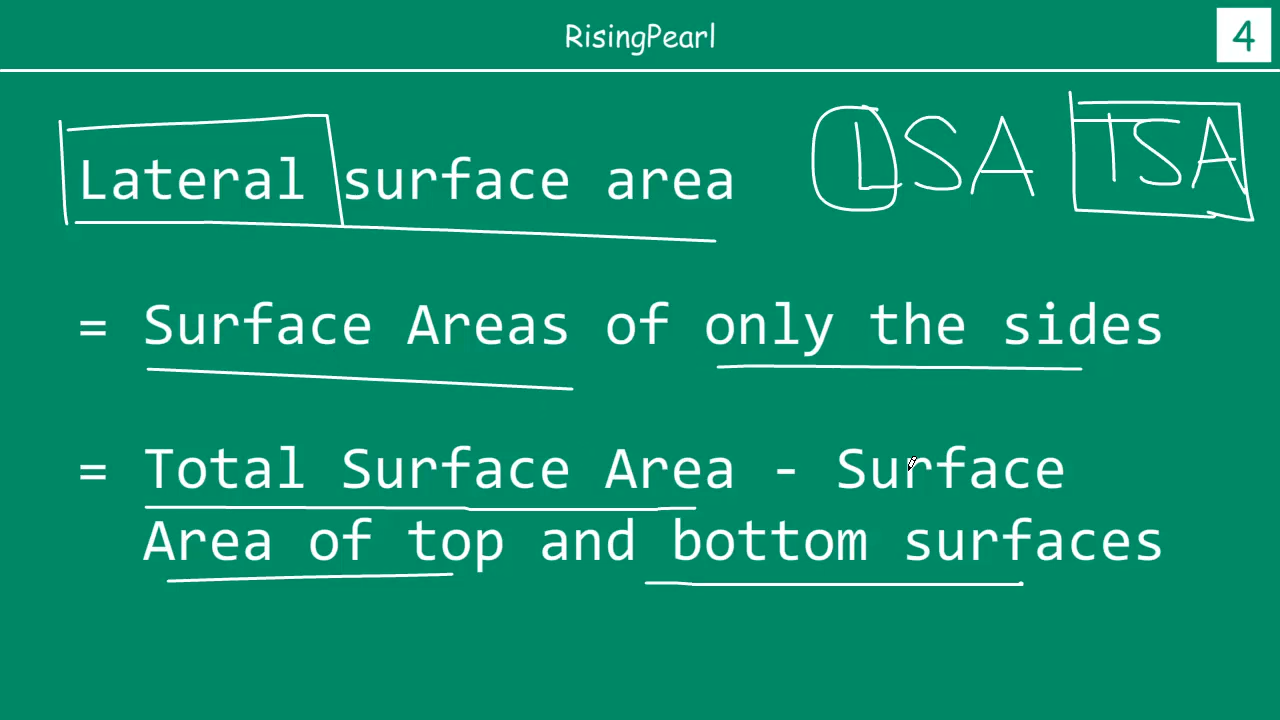 RisingPearl
4
Lateral surface area
LSA TSA
= Surface Areas of only the sides
= Total Surface Area - Surface
Area of top and bottom surfaces